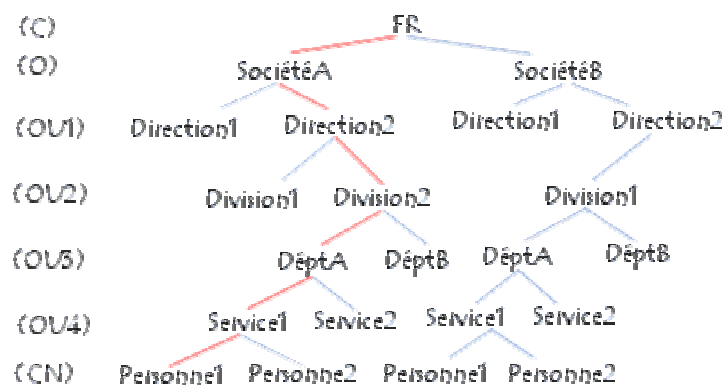 (C) FR
(O) SociétéA SociétéB
(OU1) Direction1 Direction2 Direction1 Direction2
(OU2) Division1 Division2 Division1
(OU3) DéptA DéptB DéptA DéptB
(OU4) Service1 Service2 Service1 Service2
(CN) Personne1 Personne2 Personne1 Personne2